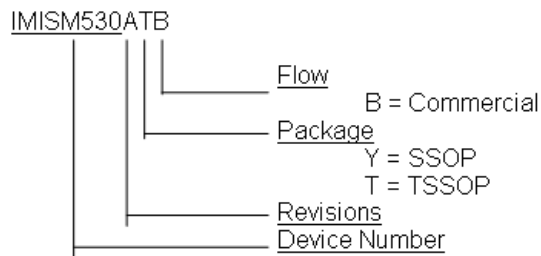 IMISM530ATB
Flow
B = Commercial
Package
Y = SSOP
T = TSSOP
Revisions
Device Number